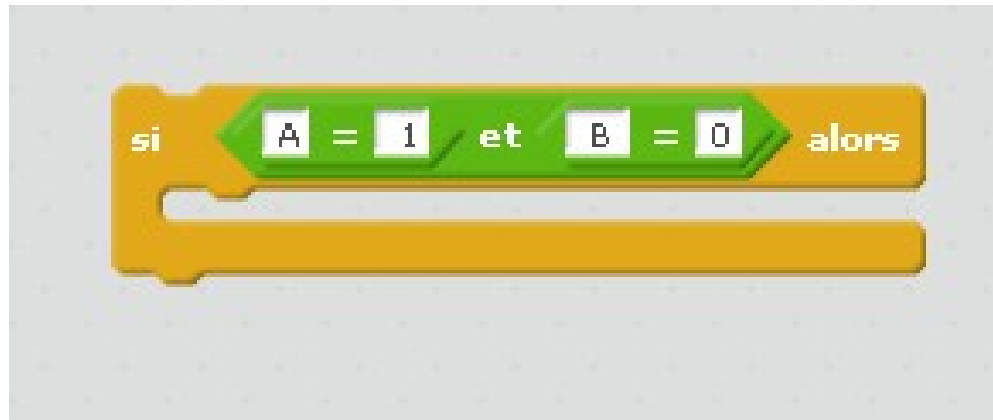 si A = 1 et B = 0 alors